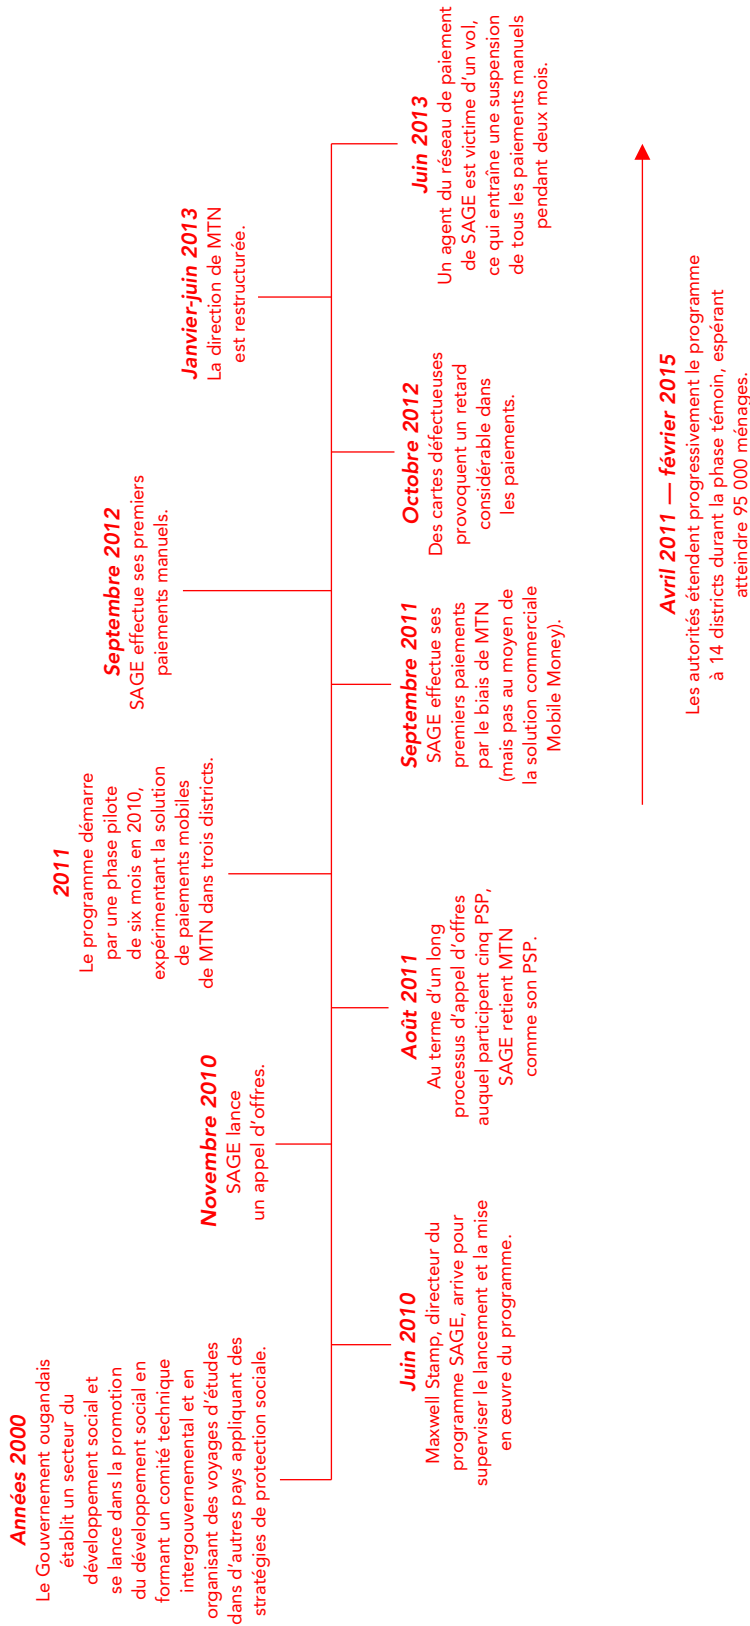 Années 2000
Le Gouvernement ougandais
établit un secteur du
développement social et
se lance dans la promotion
du développement social en
formant un comité technique
intergouvernemental et en
organisant des voyages d'études
dans d'autres pays appliquant des
stratégies de protection sociale.
Juin 2010
Maxwell Stamp, directeur du
programme SAGE, arrive pour
superviser le lancement et la mise
en œuvre du programme.
Novembre 2010
SAGE lance
un appel d'offres.
Août 2011
Au terme d'un long
processus d'appel d'offres
auquel participent cinq PSP,
SAGE retient MTN
comme son PSP.
2011
Le programme démarre
par une phase pilote
de six mois en 2010,
expérimentant la solution
de paiements mobiles
de MTN dans trois districts.
Septembre 2011
SAGE effectue ses
premiers paiements
par le biais de MTN
(mais pas au moyen de
la solution commerciale
Mobile Money).
Septembre 2012
SAGE effectue ses premiers
paiements manuels.
Octobre 2012
Des cartes défectueuses
provoquent un retard
considérable dans
les paiements.
Janvier-juin 2013
La direction de MTN
est restructurée.
Juin 2013
Un agent du réseau de paiement
de SAGE est victime d'un vol,
ce qui entraîne une suspension
de tous les paiements manuels
pendant deux mois.
Avril 2011 — février 2015
Les autorités étendent progressivement le programme
à 14 districts durant la phase témoin, espérant
atteindre 95 000 ménages.